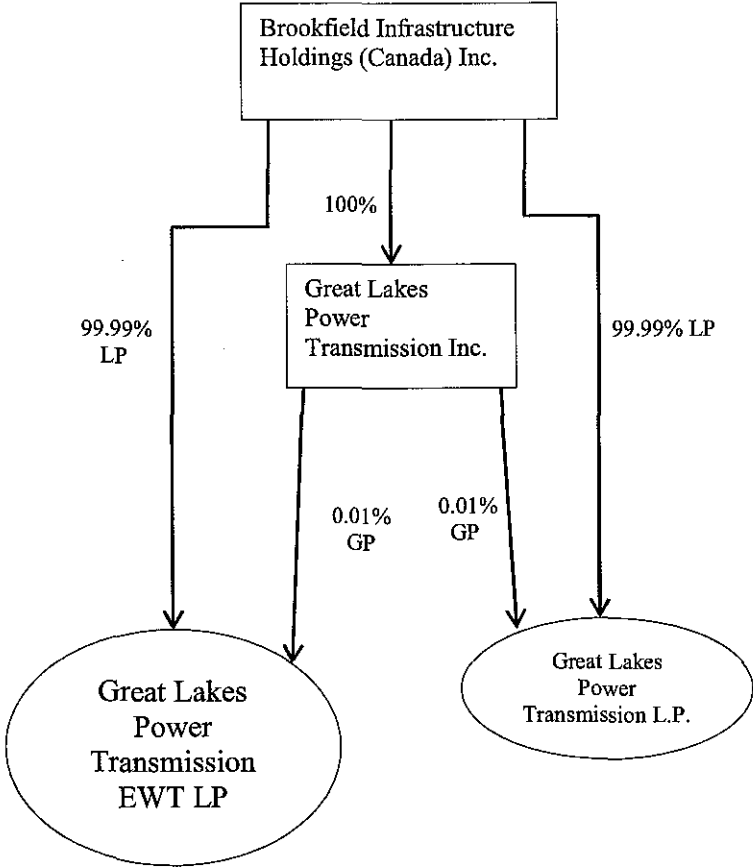 Brookfield Infrastructure
Holdings (Canada) Inc.
100%
Great Lakes
Power
Transmission Inc.
99.99%
LP
99.99% LP
0.01%
GP
0.01%
GP
Great Lakes
Power
Transmission
EWT LP
Great Lakes
Power
Transmission L.P.